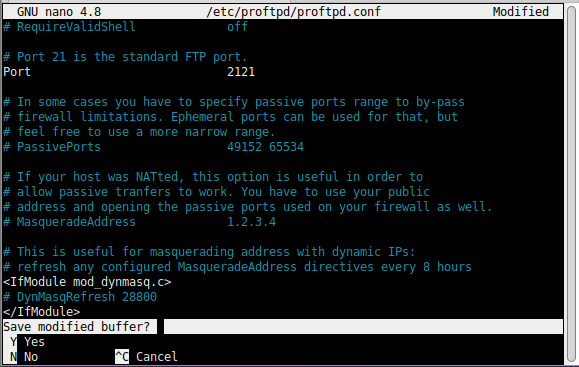 GNU nano 4.8 /etc/proftpd/proftpd.conf Modified
# RequireValidShell off
# Port 21 is the standard FTP port.
Port 2121
# In some cases you have to specify passive ports range to by-pass
# firewall limitations. Ephemeral ports can be used for that, but
# feel free to use a more narrow range.
# PassivePorts 49152 65534
# If your host was NATted, this option is useful in order to
# allow passive tranfers to work. You have to use your public
# address and opening the passive ports used on your firewall as well.
# MasqueradeAddress 1.2.3.4
# This is useful for masquerading address with dynamic IPs:
# refresh any configured MasqueradeAddress directives every 8 hours
<IfModule mod_dynmasq.c>
# DynMasqRefresh 28800
</IfModule>
Save modified buffer?
Y Yes
N No ^C Cancel